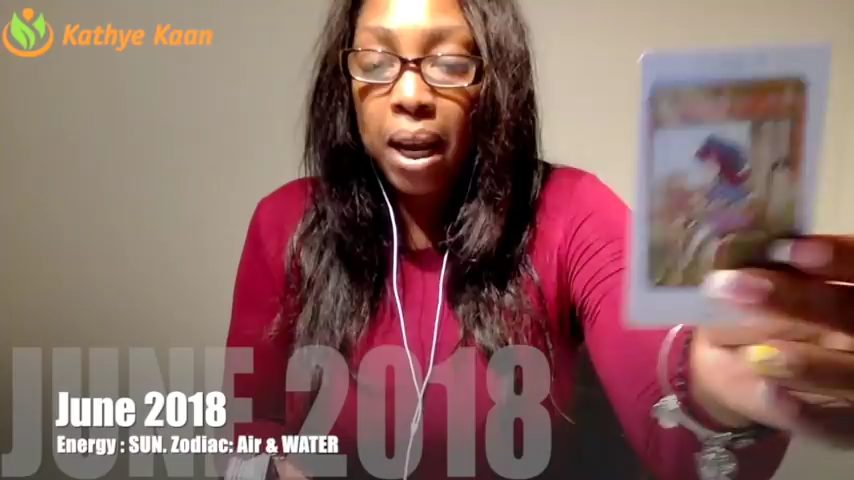 Kathye Kaan
JUNE 2018
June 2018
Energy : SUN. Zodiac: Air & WATER